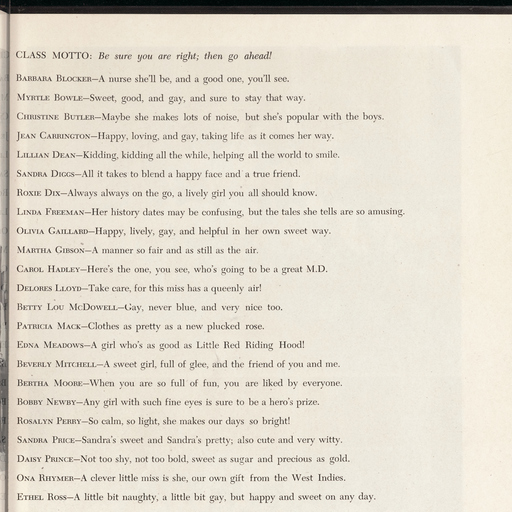 CLASS MOTTO: Be sure you are right; then go ahead!
BARBARA BLOCKER—A nurse she'll be, and a good one, you'll see.
MYRTLE BOWLE—Sweet, good, and gay, and sure to stay that way.
CHRISTINE BUTLER—Maybe she makes lots of noise, but she's popular with the boys.
JEAN CARRINGTON—Happy, loving, and gay, taking life as it comes her way.
LILLIAN DEAN—Kidding, kidding all the while, helping all the world to smile.
SANDRA DIGGS—All it takes to blend a happy face and a true friend.
ROXIE DIX—Always always on the go, a lively girl you all should know.
LINDA FREEMAN—Her history dates may be confusing, but the tales she tells are so amusing.
OLIVIA GAILLARD—Happy, lively, gay, and helpful in her own sweet way.
MARTHA GIBSON—A manner so fair and as still as the air.
CAROL HADLEY—Here's the one, you see, who's going to be a great M.D.
DELORES LLOYD—Take care, for this miss has a queenly air!
BETTY LOU MCDOWELL—Gay, never blue, and very nice too.
PATRICIA MACK—Clothes as pretty as a new plucked rose.
EDNA MEADOWS—A girl who's as good as Little Red Riding Hood!
BEVERLY MITCHELL—A sweet girl, full of glee, and the friend of you and me.
BERTHA MOORE—When you are so full of fun, you are liked by everyone.
BOBBY NEWBY—Any girl with such fine eyes is sure to be a hero's prize.
ROSALYN PERRY—So calm, so light, she makes our days so bright!
SANDRA PRICE—Sandra's sweet and Sandra's pretty; also cute and very witty.
DAISY PRINCE—Not too shy, not too bold, sweet as sugar and precious as gold.
ONA RHYMER—A clever little miss is she, our own gift from the West Indies.
ETHEL ROSS—A little bit naughty, a little bit gay, but happy and sweet on any day.